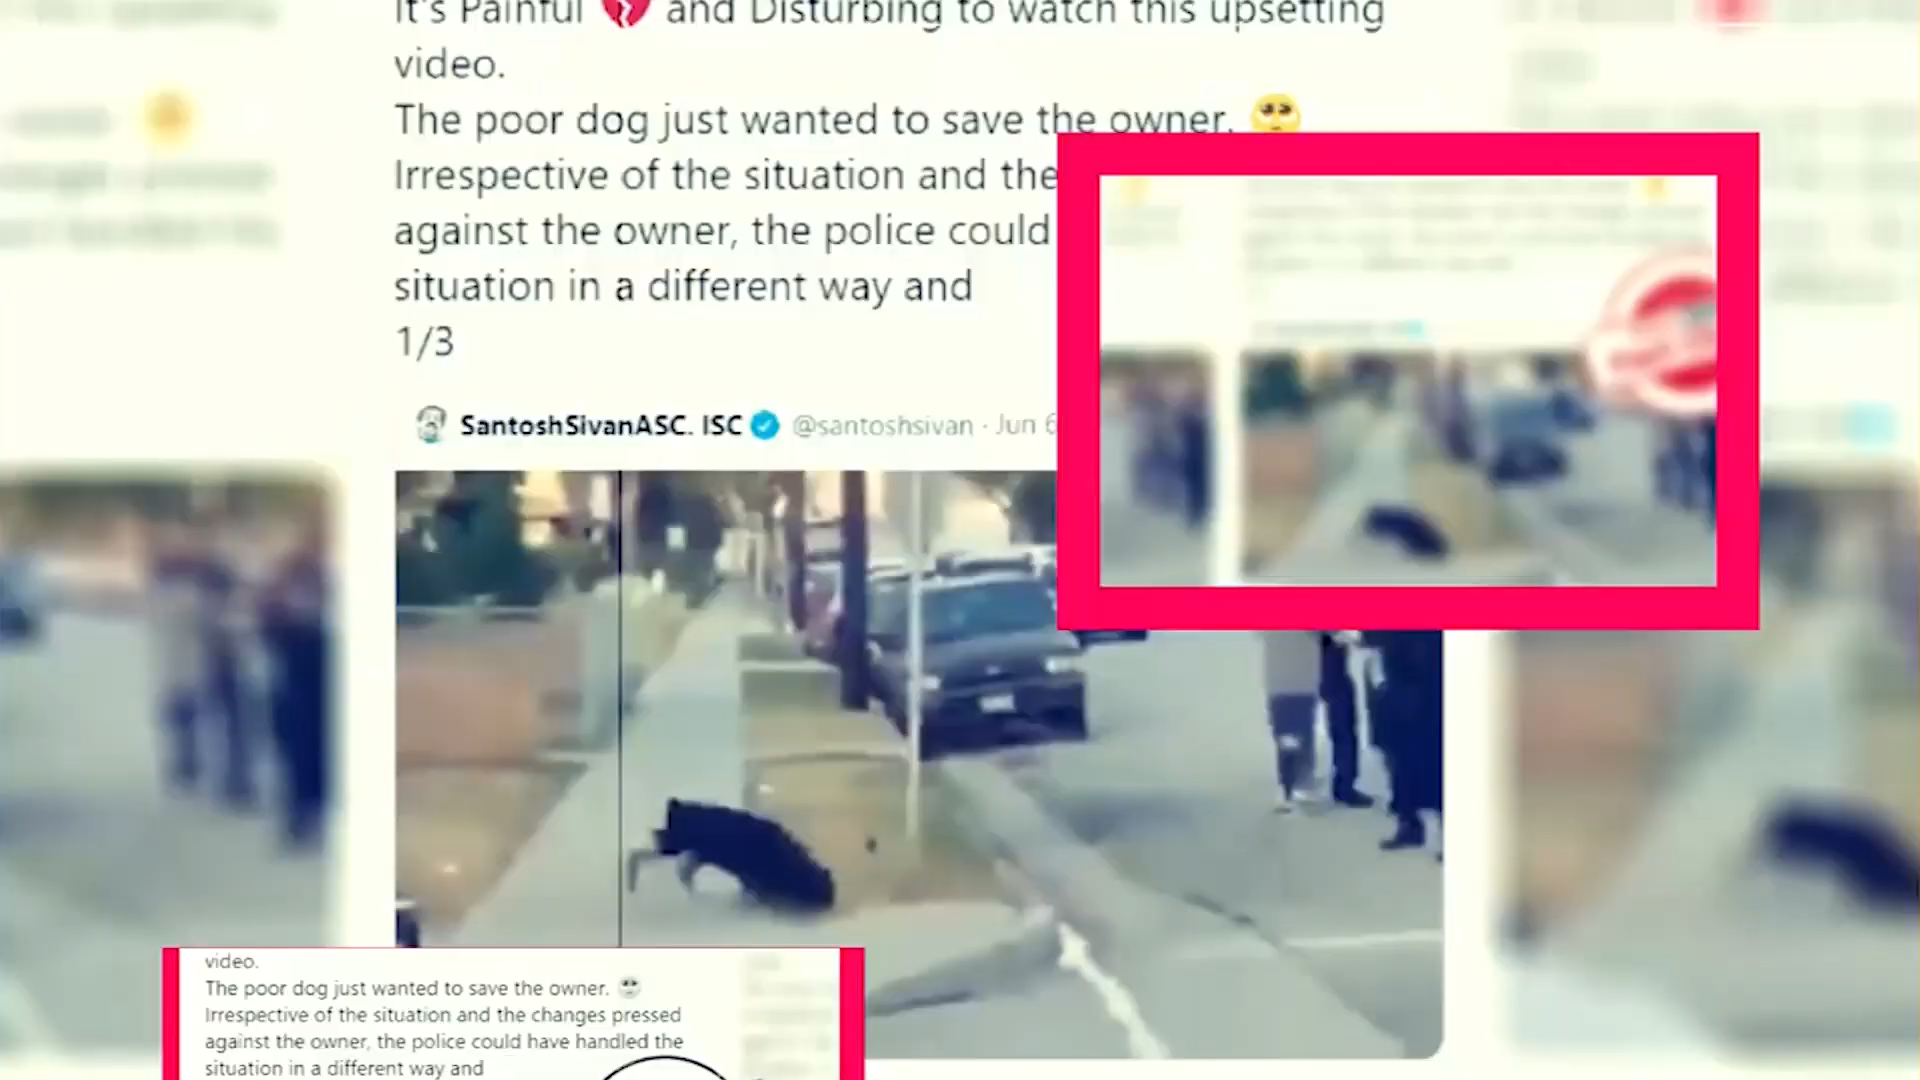 It's Painful 💔 and Disturbing to watch this upsetting
video.
The poor dog just wanted to save the owner. 🥺
Irrespective of the situation and the
against the owner, the police could
situation in a different way and
1/3
SantoshSivanASC. ISC @santoshsivan · Jun 6
video.
The poor dog just wanted to save the owner. 🥺
Irrespective of the situation and the changes pressed
against the owner, the police could have handled the
situation in a different way and